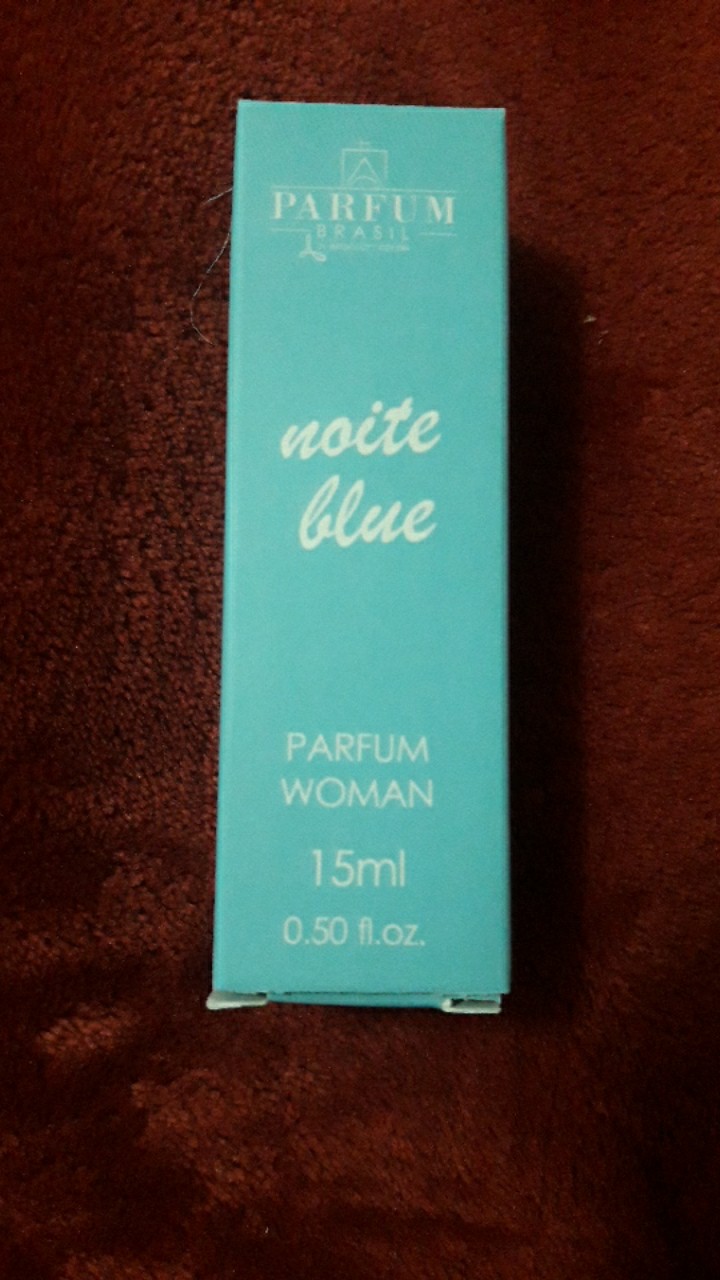 PARFUM
BRASIL
noite
blue
PARFUM
WOMAN
15ml
0.50 fl.oz.